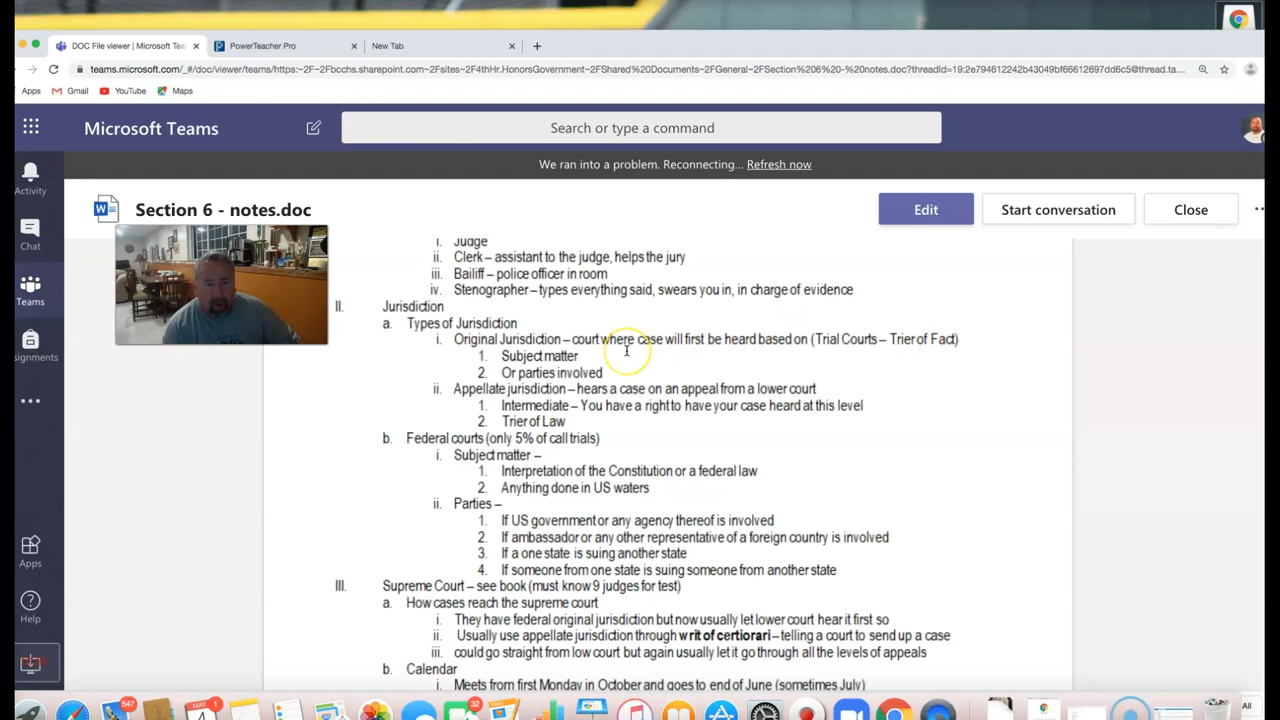 DOC File viewer | Microsoft Tea
PowerTeacher Pro
New Tab
teams.microsoft.com/_#/doc/viewer/teams/https:~2F~2Fbcchs.sharepoint.com~2Fsites~2F4thHr.HonorsGovernment~2FShared%20Documents~2FGeneral~2FSection%206%20-%20notes.doc?threadId=19:2e794612242b43049bf66612697dd6c5@thread.ta...
Apps Gmail YouTube Maps
Microsoft Teams
Search or type a command
We ran into a problem. Reconnecting... Refresh now
Activity
Section 6 - notes.doc
Edit
Start conversation
Close
Chat
Teams
signments
Apps
Help
i. Judge
ii. Clerk – assistant to the judge, helps the jury
iii. Bailiff – police officer in room
iv. Stenographer – types everything said, swears you in, in charge of evidence
II. Jurisdiction
a. Types of Jurisdiction
i. Original Jurisdiction – court where case will first be heard based on (Trial Courts – Trier of Fact)
1. Subject matter
2. Or parties involved
ii. Appellate jurisdiction – hears a case on an appeal from a lower court
1. Intermediate – You have a right to have your case heard at this level
2. Trier of Law
b. Federal courts (only 5% of call trials)
i. Subject matter –
1. Interpretation of the Constitution or a federal law
2. Anything done in US waters
ii. Parties –
1. If US government or any agency thereof is involved
2. If ambassador or any other representative of a foreign country is involved
3. If a one state is suing another state
4. If someone from one state is suing someone from another state
III. Supreme Court – see book (must know 9 judges for test)
a. How cases reach the supreme court
i. They have federal original jurisdiction but now usually let lower court hear it first so
ii. Usually use appellate jurisdiction through writ of certiorari – telling a court to send up a case
iii. could go straight from low court but again usually let it go through all the levels of appeals
b. Calendar
i. Meets from first Monday in October and goes to end of June (sometimes July)
547
MAY
4
1
32
All